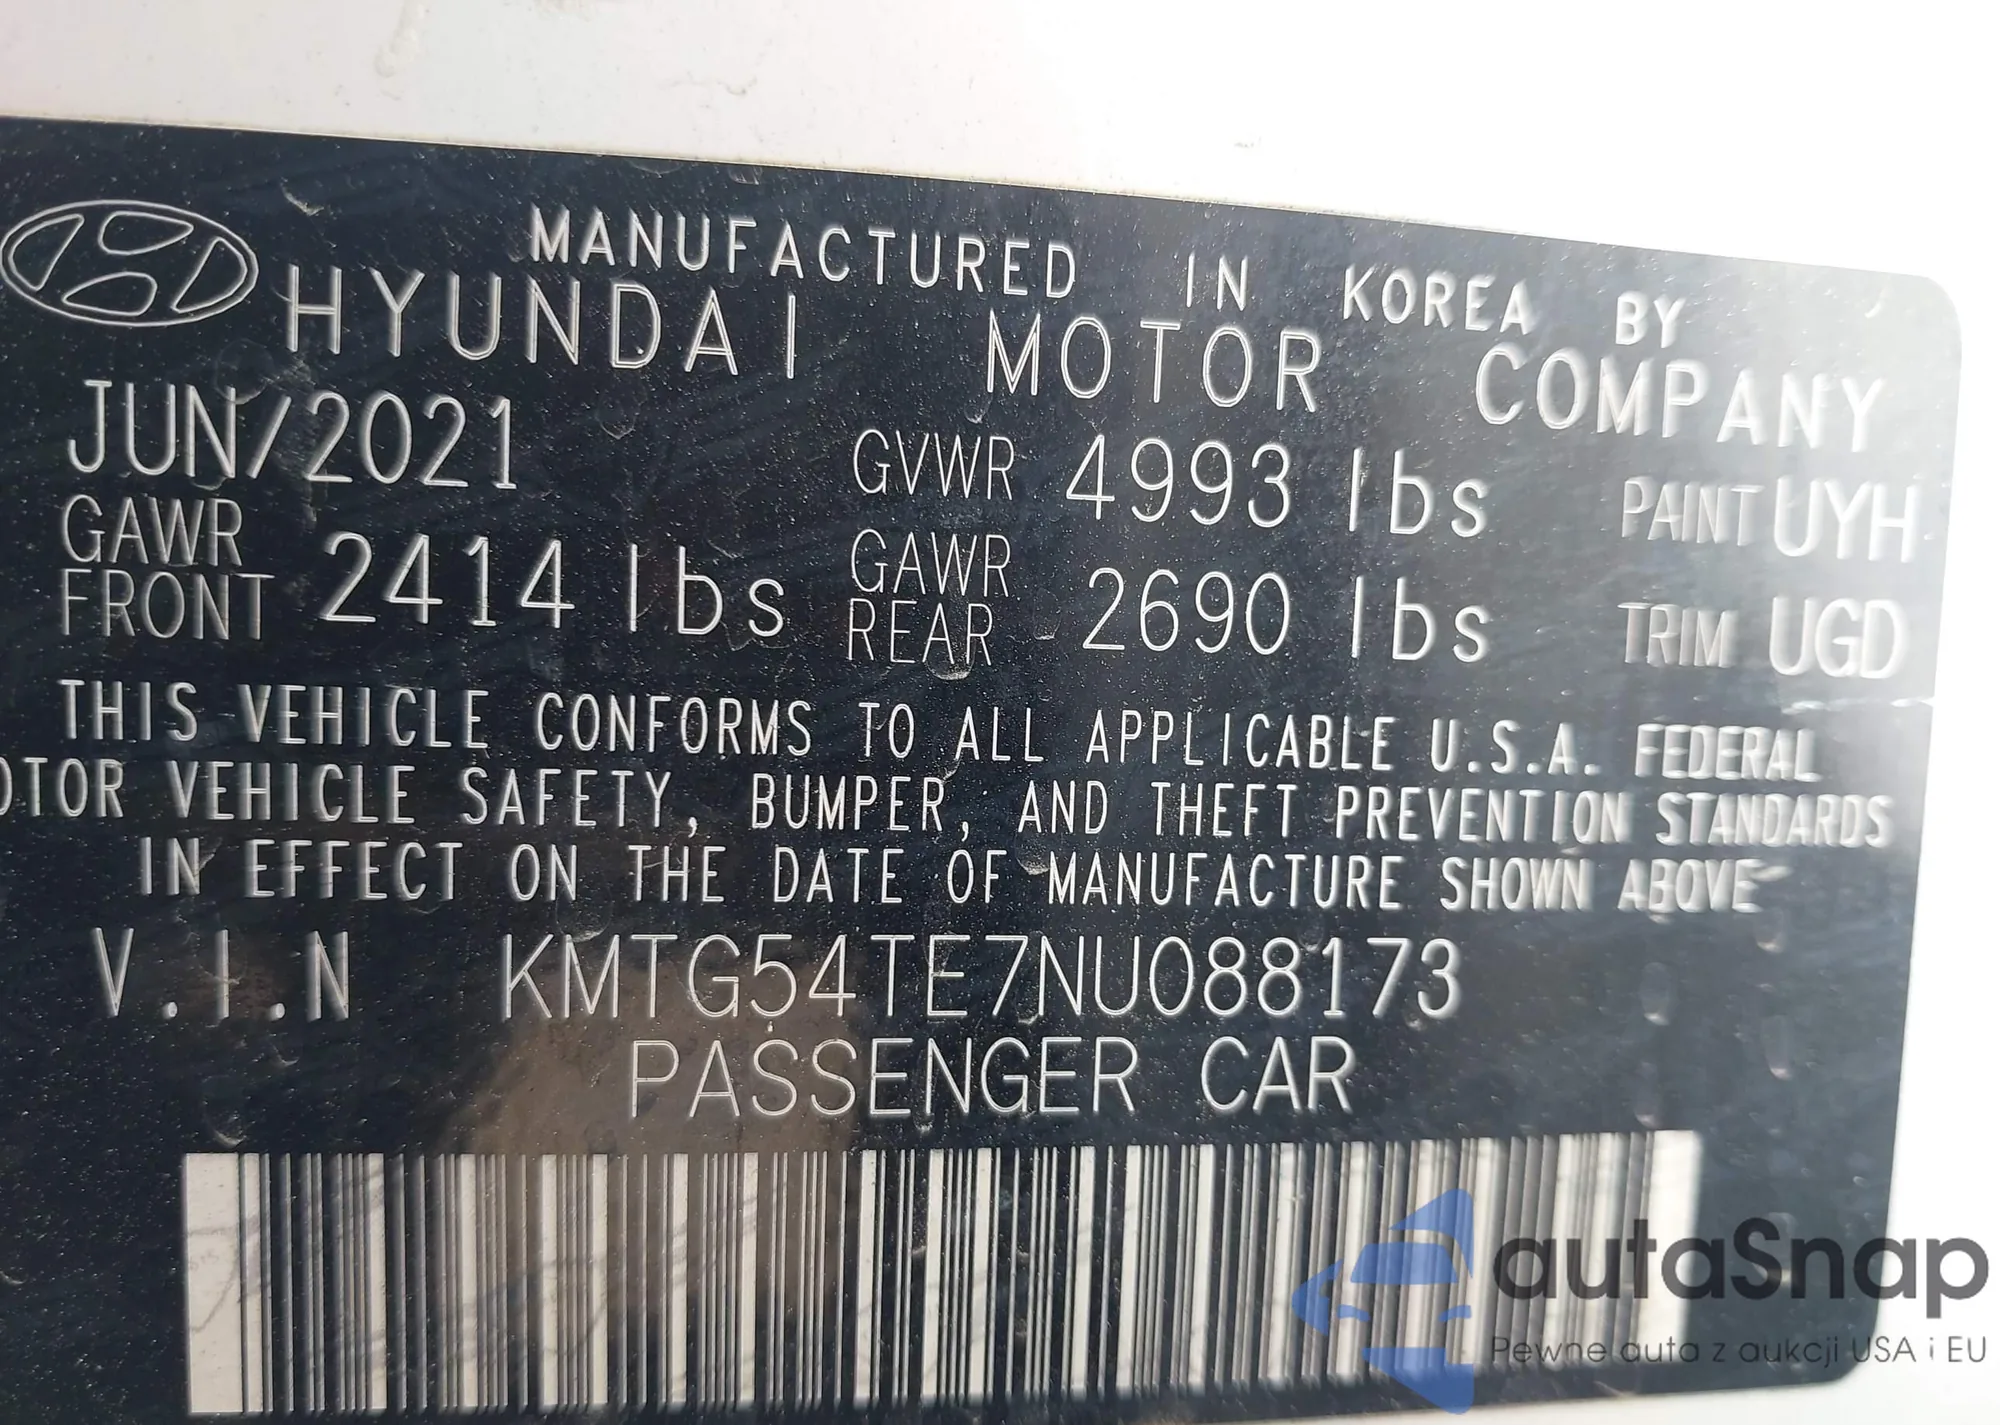 MANUFACTURED IN KOREA BY
HYUNDAI MOTOR COMPANY
JUN/2021 GVWR 4993 lbs PAINT UYH
GAWR FRONT 2414 lbs GAWR REAR 2690 lbs TRIM UGD
THIS VEHICLE CONFORMS TO ALL APPLICABLE U.S.A. FEDERAL
OTOR VEHICLE SAFETY, BUMPER, AND THEFT PREVENTION STANDARDS
IN EFFECT ON THE DATE OF MANUFACTURE SHOWN ABOVE
V.I.N KMTG54TE7NU088173
PASSENGER CAR
autaSnap
Pewne auta z aukcji USA i EU